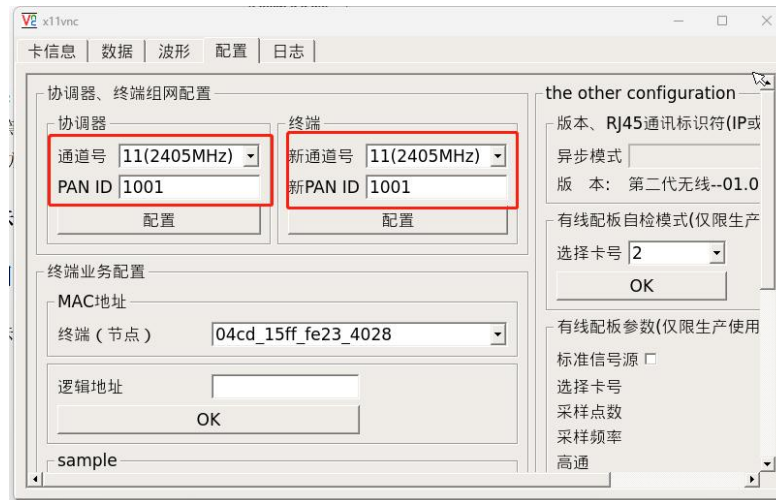 x11vnc
卡信息 数据 波形 配置 日志
协调器、终端组网配置
协调器
通道号 11(2405MHz)
PAN ID 1001
配置
终端
新通道号 11(2405MHz)
新PAN ID 1001
配置
终端业务配置
MAC地址
终端（节点） 04cd_15ff_fe23_4028
逻辑地址
OK
sample
the other configuration
版本、RJ45通讯标识符(IP或
异步模式
版 本: 第二代无线--01.0
有线配板自检模式(仅限生产
选择卡号 2
OK
有线配板参数(仅限生产使用
标准信号源
选择卡号
采样点数
采样频率
高通